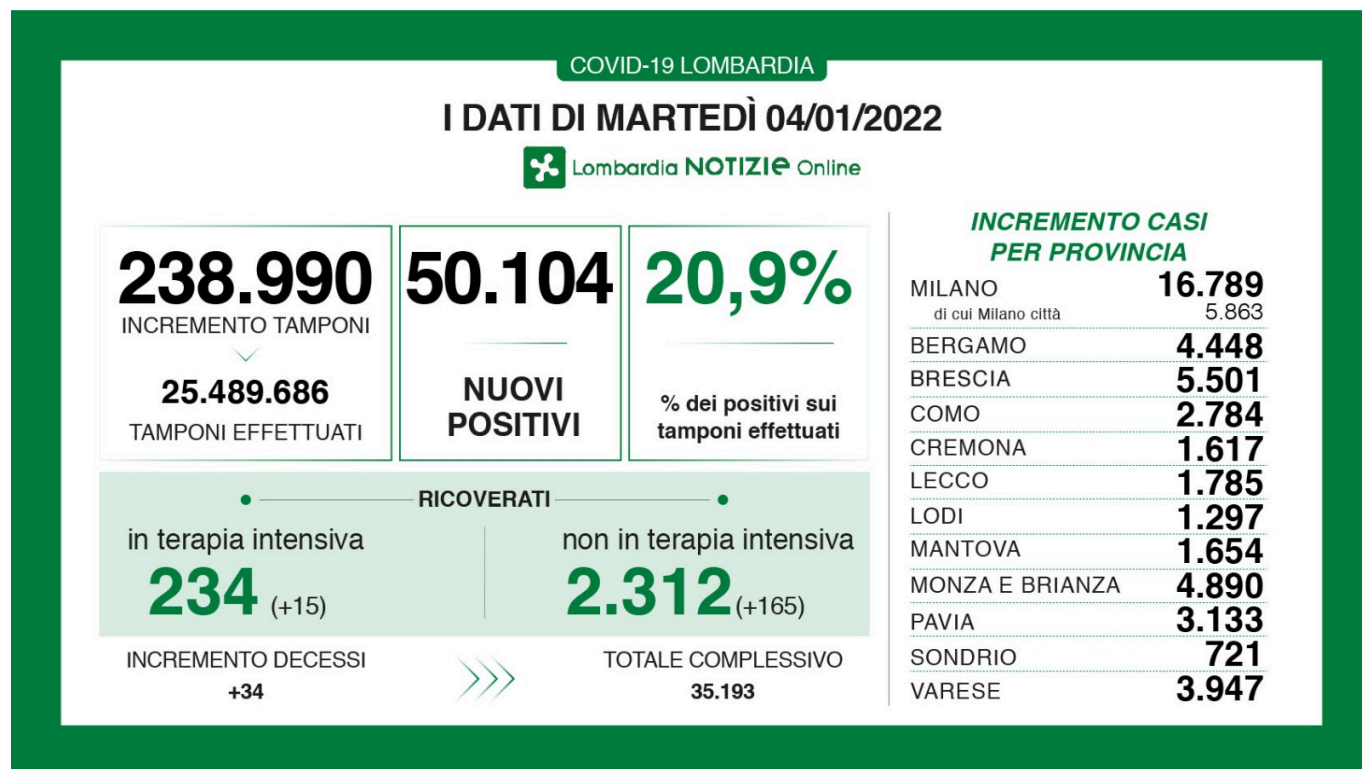 COVID-19 LOMBARDIA
I DATI DI MARTEDÌ 04/01/2022
Lombardia NOTIZIE Online
238.990
INCREMENTO TAMPONI
25.489.686
TAMPONI EFFETTUATI
50.104
NUOVI
POSITIVI
20,9%
% dei positivi sui
tamponi effettuati
RICOVERATI
in terapia intensiva
234 (+15)
non in terapia intensiva
2.312 (+165)
INCREMENTO DECESSI
+34
TOTALE COMPLESSIVO
35.193
INCREMENTO CASI
PER PROVINCIA
MILANO 16.789
di cui Milano città 5.863
BERGAMO 4.448
BRESCIA 5.501
COMO 2.784
CREMONA 1.617
LECCO 1.785
LODI 1.297
MANTOVA 1.654
MONZA E BRIANZA 4.890
PAVIA 3.133
SONDRIO 721
VARESE 3.947